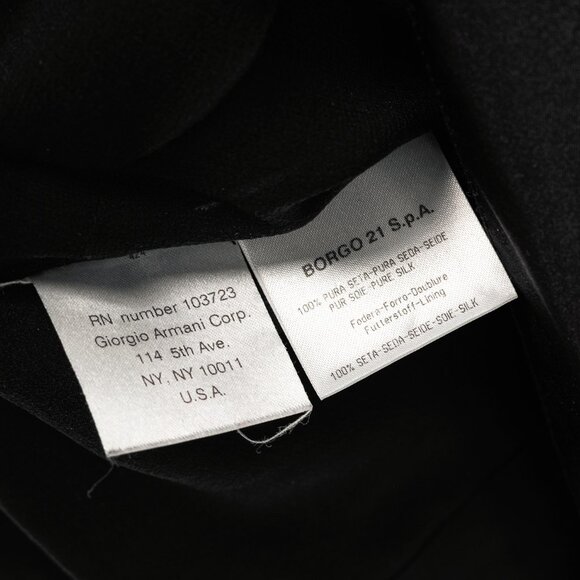 RN number 103723
Giorgio Armani Corp.
114 5th Ave.
NY, NY 10011
U.S.A.
BORGO 21 S.p.A.
100% PURA SETA-PURA SEDA-SEIDE
PUR SOIE-PURE SILK
Fodera-Forro-Doublure
Futterstoff-Lining
100% SETA-SEDA-SEIDE-SOIE-SILK